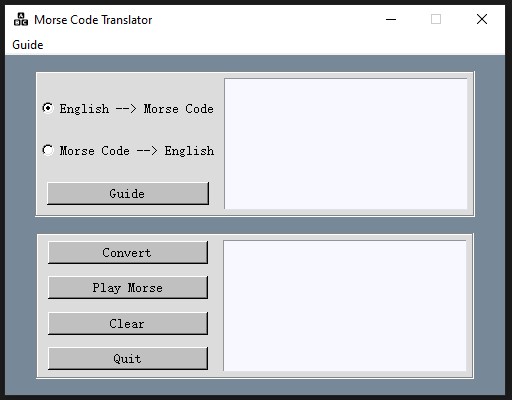 Morse Code Translator
Guide
English --> Morse Code
Morse Code --> English
Guide
Convert
Play Morse
Clear
Quit